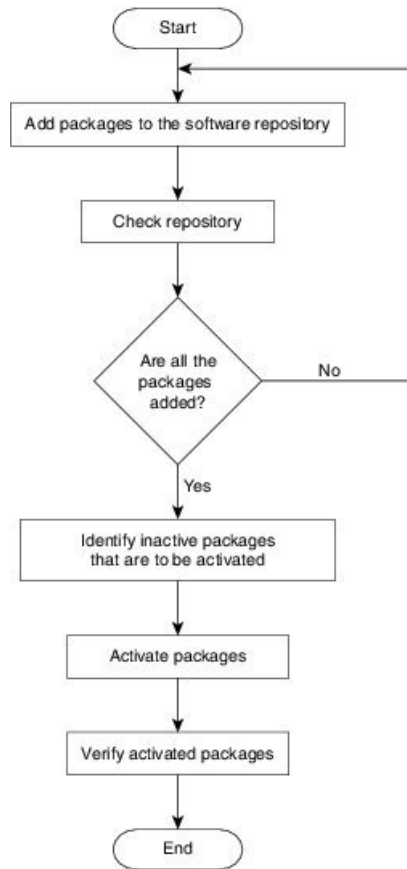 Start
Add packages to the software repository
Check repository
Are all the
packages
added?
No
Yes
Identify inactive packages
that are to be activated
Activate packages
Verify activated packages
End